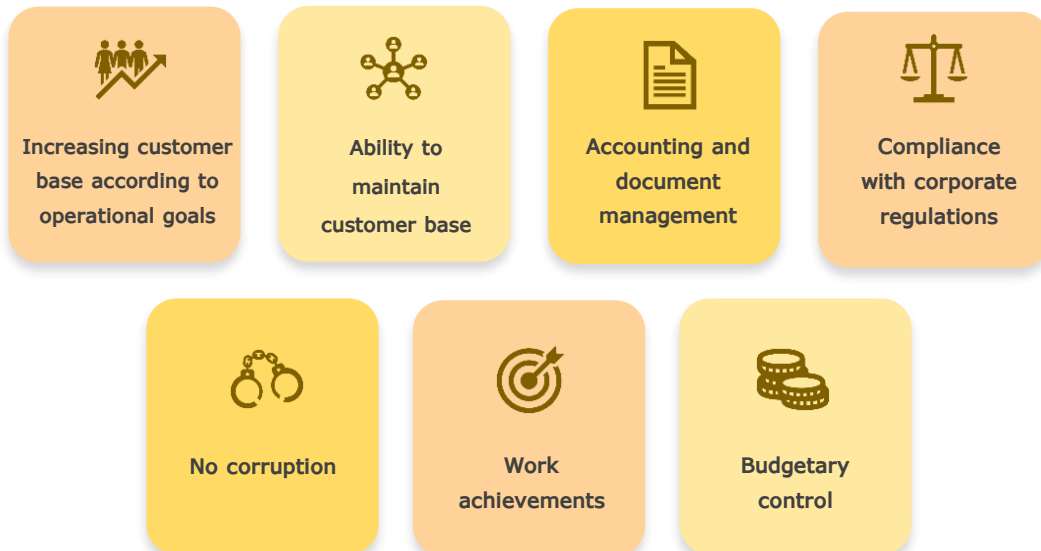 Increasing customer
base according to
operational goals
Ability to
maintain
customer base
Accounting and
document
management
Compliance
with corporate
regulations
No corruption
Work
achievements
Budgetary
control